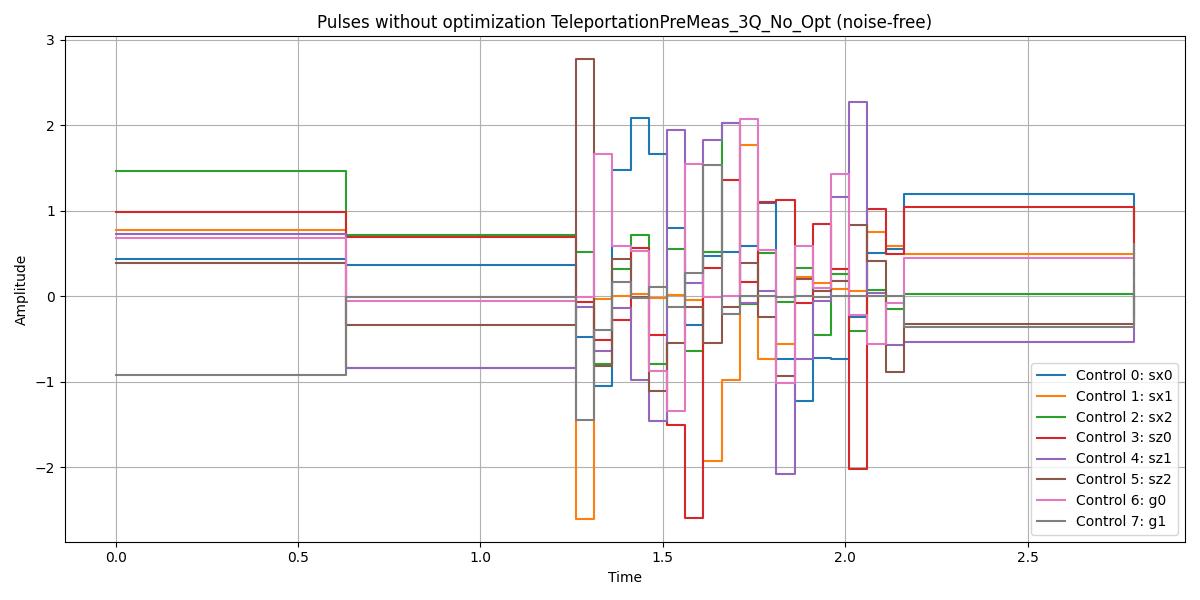 Pulses without optimization TeleportationPreMeas_3Q_No_Opt (noise-free)
3
2
1
0
−1
−2
Amplitude
0.0
0.5
1.0
1.5
2.0
2.5
Time
Control 0: sx0
Control 1: sx1
Control 2: sx2
Control 3: sz0
Control 4: sz1
Control 5: sz2
Control 6: g0
Control 7: g1